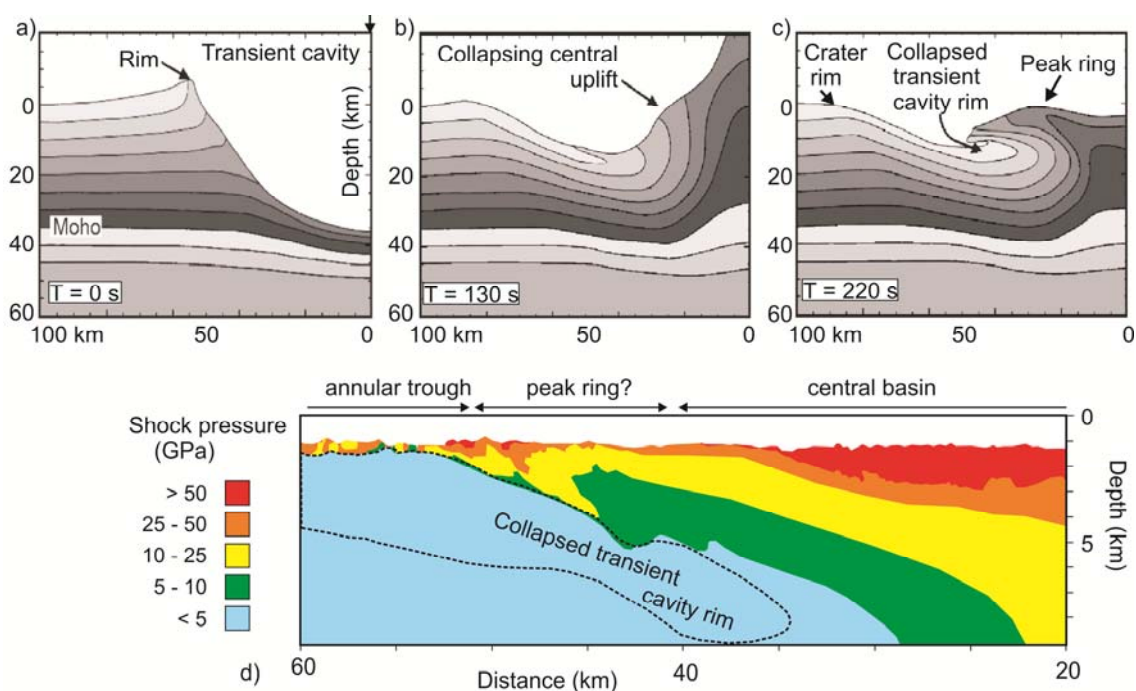 a)
Rim
Transient cavity
0
20
40
60
Depth (km)
Moho
T = 0 s
100 km
50
0
b)
Collapsing central
uplift
0
20
40
60
T = 130 s
100 km
50
0
c)
Crater
rim
Collapsed
transient
cavity rim
Peak ring
0
20
40
60
T = 220 s
100 km
50
0
annular trough
peak ring?
central basin
Shock pressure
(GPa)
> 50
25 - 50
10 - 25
5 - 10
< 5
Collapsed transient
cavity rim
0
5
Depth (km)
d)
60
Distance (km)
40
20